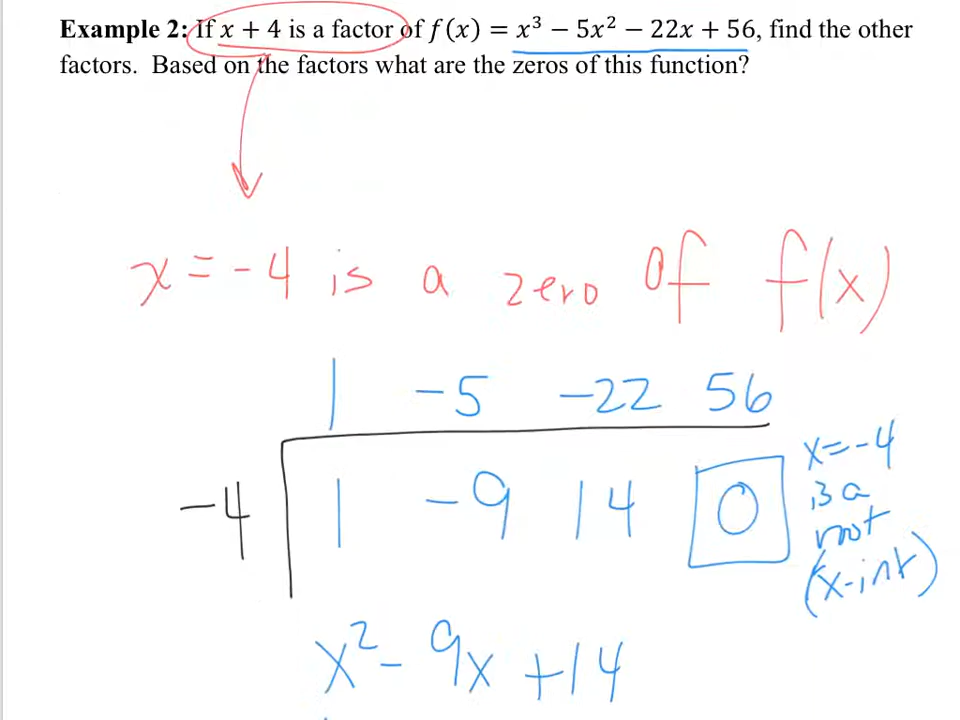 Example 2: If x + 4 is a factor of f(x) = x³ − 5x² − 22x + 56, find the other
factors. Based on the factors what are the zeros of this function?
x = -4 is a zero of f(x)
1 -5 -22 56
-4 1 -9 14 0
x=-4
is a
root
(x-int)
x² - 9x + 14